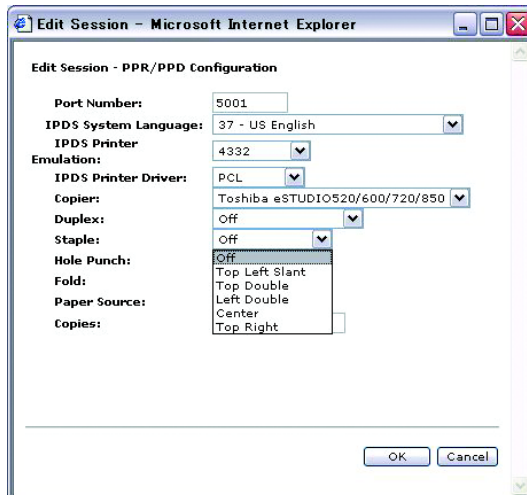 Edit Session - Microsoft Internet Explorer
Edit Session - PPR/PPD Configuration
Port Number: 5001
IPDS System Language: 37 - US English
IPDS Printer Emulation: 4332
IPDS Printer Driver: PCL
Copier: Toshiba eSTUDIO520/600/720/850
Duplex: Off
Staple: Off
Off
Top Left Slant
Top Double
Left Double
Center
Top Right
Hole Punch:
Fold:
Paper Source:
Copies:
OK Cancel